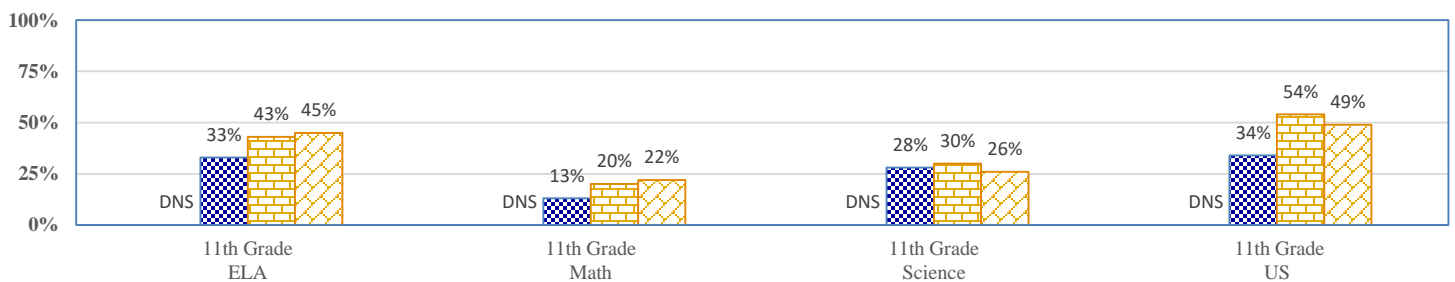 100%
75%
50%
25%
0%
DNS
33%
43%
45%
DNS
13%
20%
22%
DNS
28%
30%
26%
DNS
34%
54%
49%
11th Grade
ELA
11th Grade
Math
11th Grade
Science
11th Grade
US